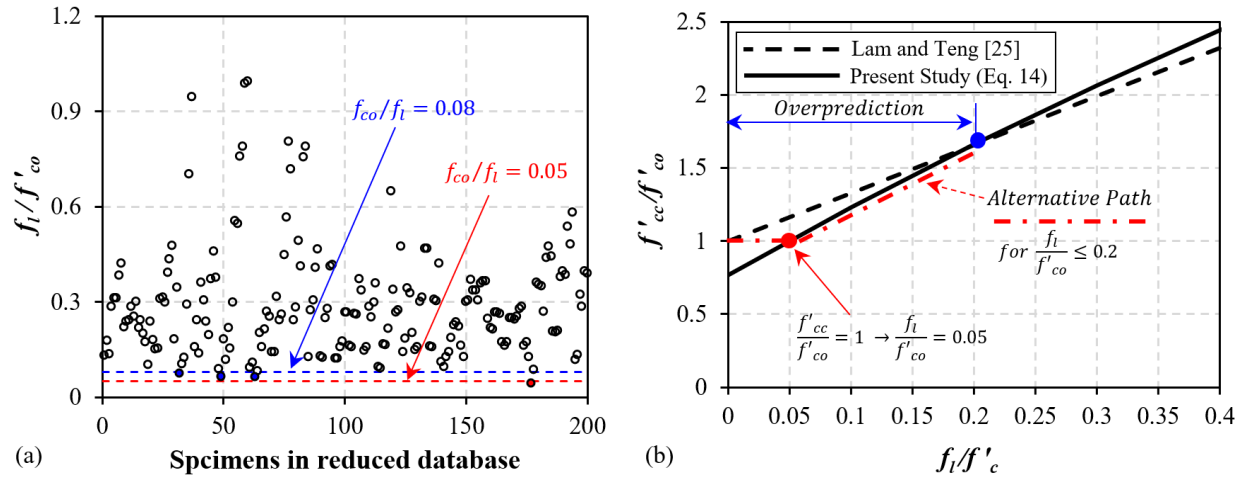 1.2
0.9
0.6
0.3
0
f_l/f'_co
f_co/f_l = 0.08
f_co/f_l = 0.05
0
50
100
150
200
(a)
Spcimens in reduced database
2.5
2
1.5
1
0.5
0
f'_cc/f'_co
Lam and Teng [25]
Present Study (Eq. 14)
Overprediction
Alternative Path
for f_l/f'_co ≤ 0.2
f'_cc/f'_co = 1 → f_l/f'_co = 0.05
0
0.05
0.1
0.15
0.2
0.25
0.3
0.35
0.4
(b)
f_l/f'_c